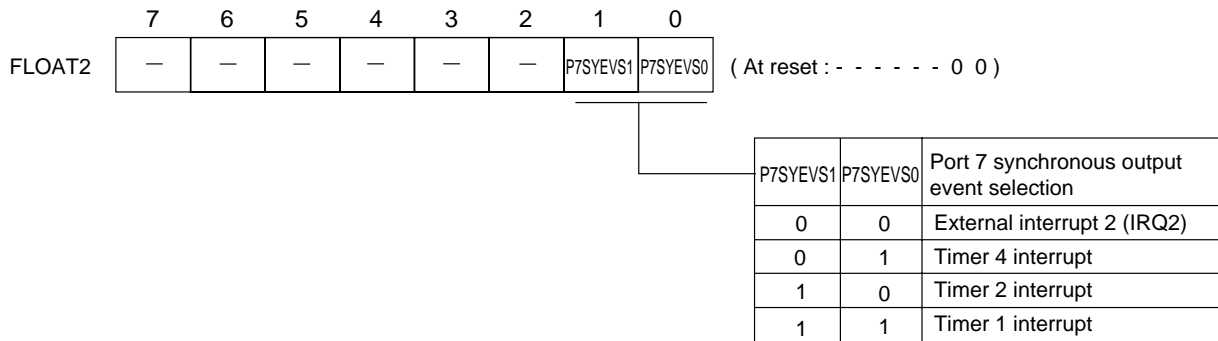 7 6 5 4 3 2 1 0
FLOAT2 — — — — — — P7SYEVS1 P7SYEVS0 ( At reset : - - - - - - 0 0 )
P7SYEVS1 P7SYEVS0 Port 7 synchronous output
event selection
0 0 External interrupt 2 (IRQ2)
0 1 Timer 4 interrupt
1 0 Timer 2 interrupt
1 1 Timer 1 interrupt